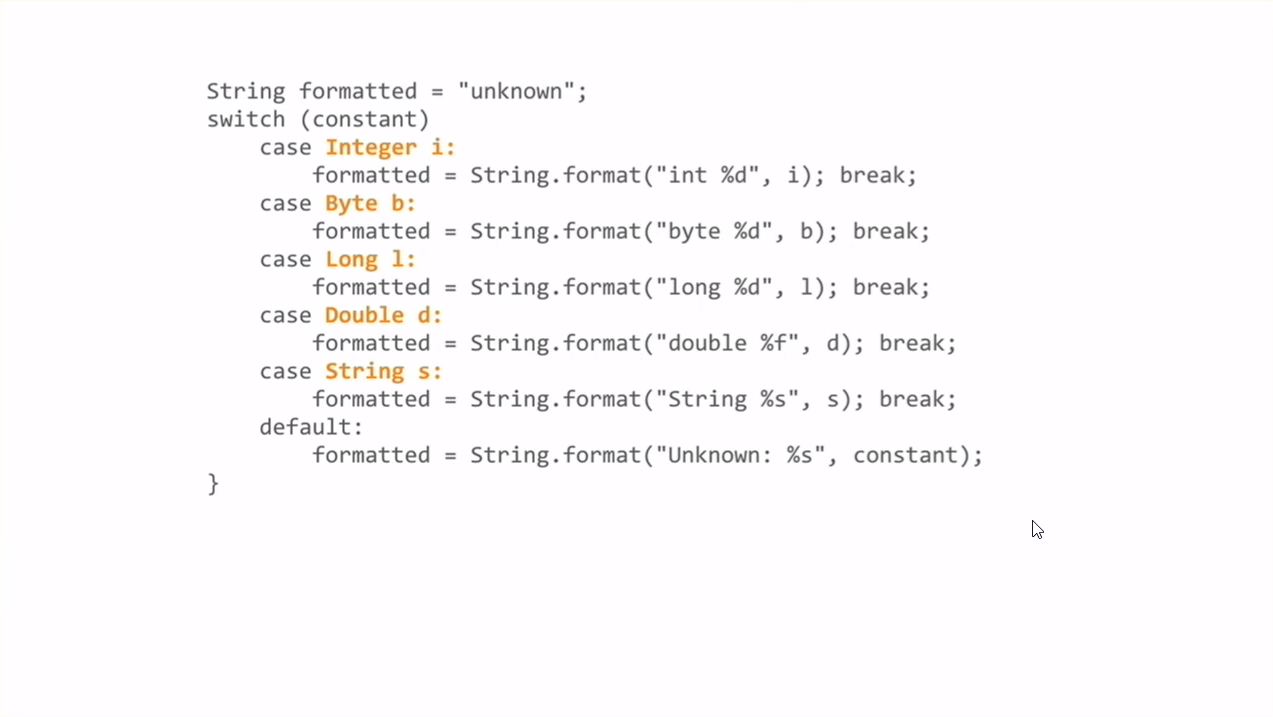 String formatted = "unknown";
switch (constant)
    case Integer i:
        formatted = String.format("int %d", i); break;
    case Byte b:
        formatted = String.format("byte %d", b); break;
    case Long l:
        formatted = String.format("long %d", l); break;
    case Double d:
        formatted = String.format("double %f", d); break;
    case String s:
        formatted = String.format("String %s", s); break;
    default:
        formatted = String.format("Unknown: %s", constant);
}